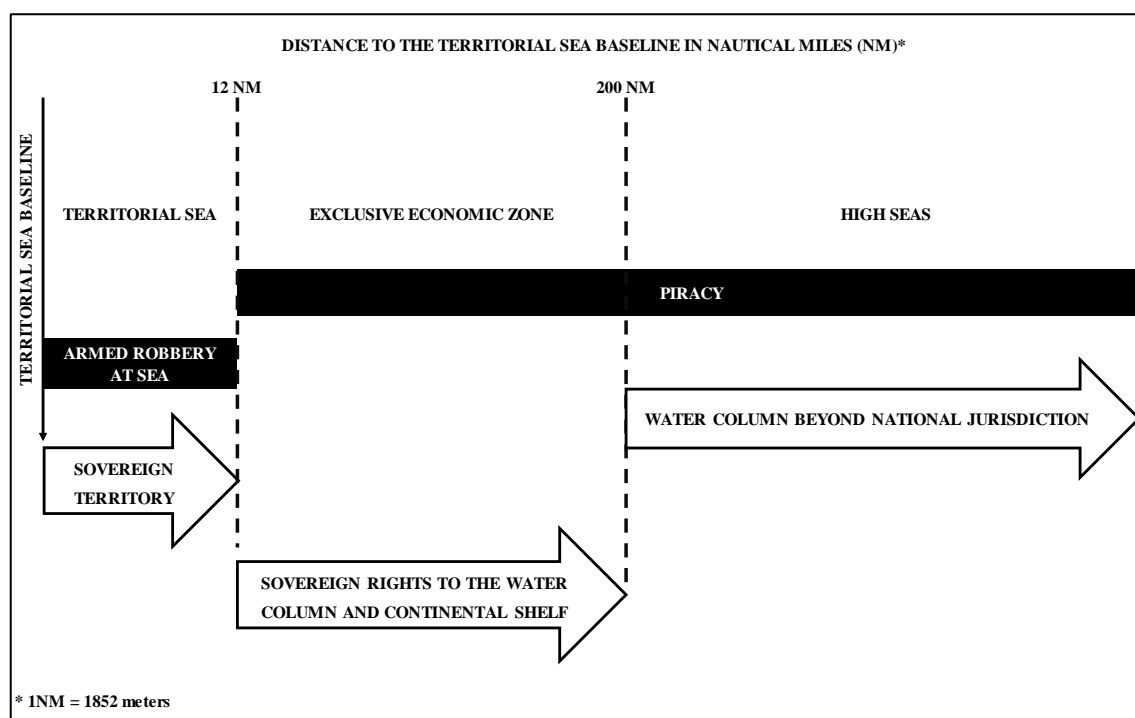 DISTANCE TO THE TERRITORIAL SEA BASELINE IN NAUTICAL MILES (NM)*
12 NM
200 NM
TERRITORIAL SEA BASELINE
TERRITORIAL SEA
EXCLUSIVE ECONOMIC ZONE
HIGH SEAS
PIRACY
ARMED ROBBERY
AT SEA
WATER COLUMN BEYOND NATIONAL JURISDICTION
SOVEREIGN
TERRITORY
SOVEREIGN RIGHTS TO THE WATER
COLUMN AND CONTINENTAL SHELF
* 1NM = 1852 meters